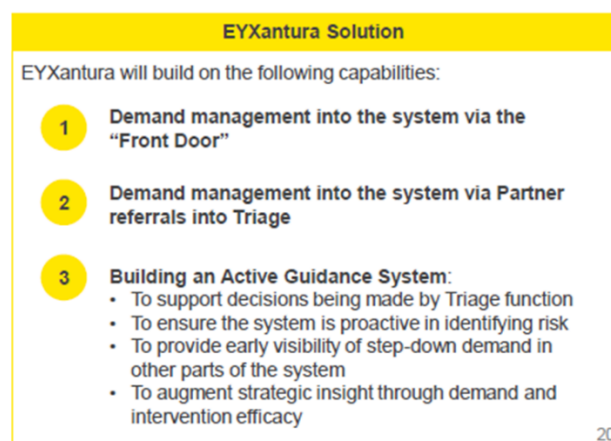 EYXantura Solution
EYXantura will build on the following capabilities:
1
Demand management into the system via the
“Front Door”
2
Demand management into the system via Partner
referrals into Triage
3
Building an Active Guidance System:
• To support decisions being made by Triage function
• To ensure the system is proactive in identifying risk
• To provide early visibility of step-down demand in
other parts of the system
• To augment strategic insight through demand and
intervention efficacy
20